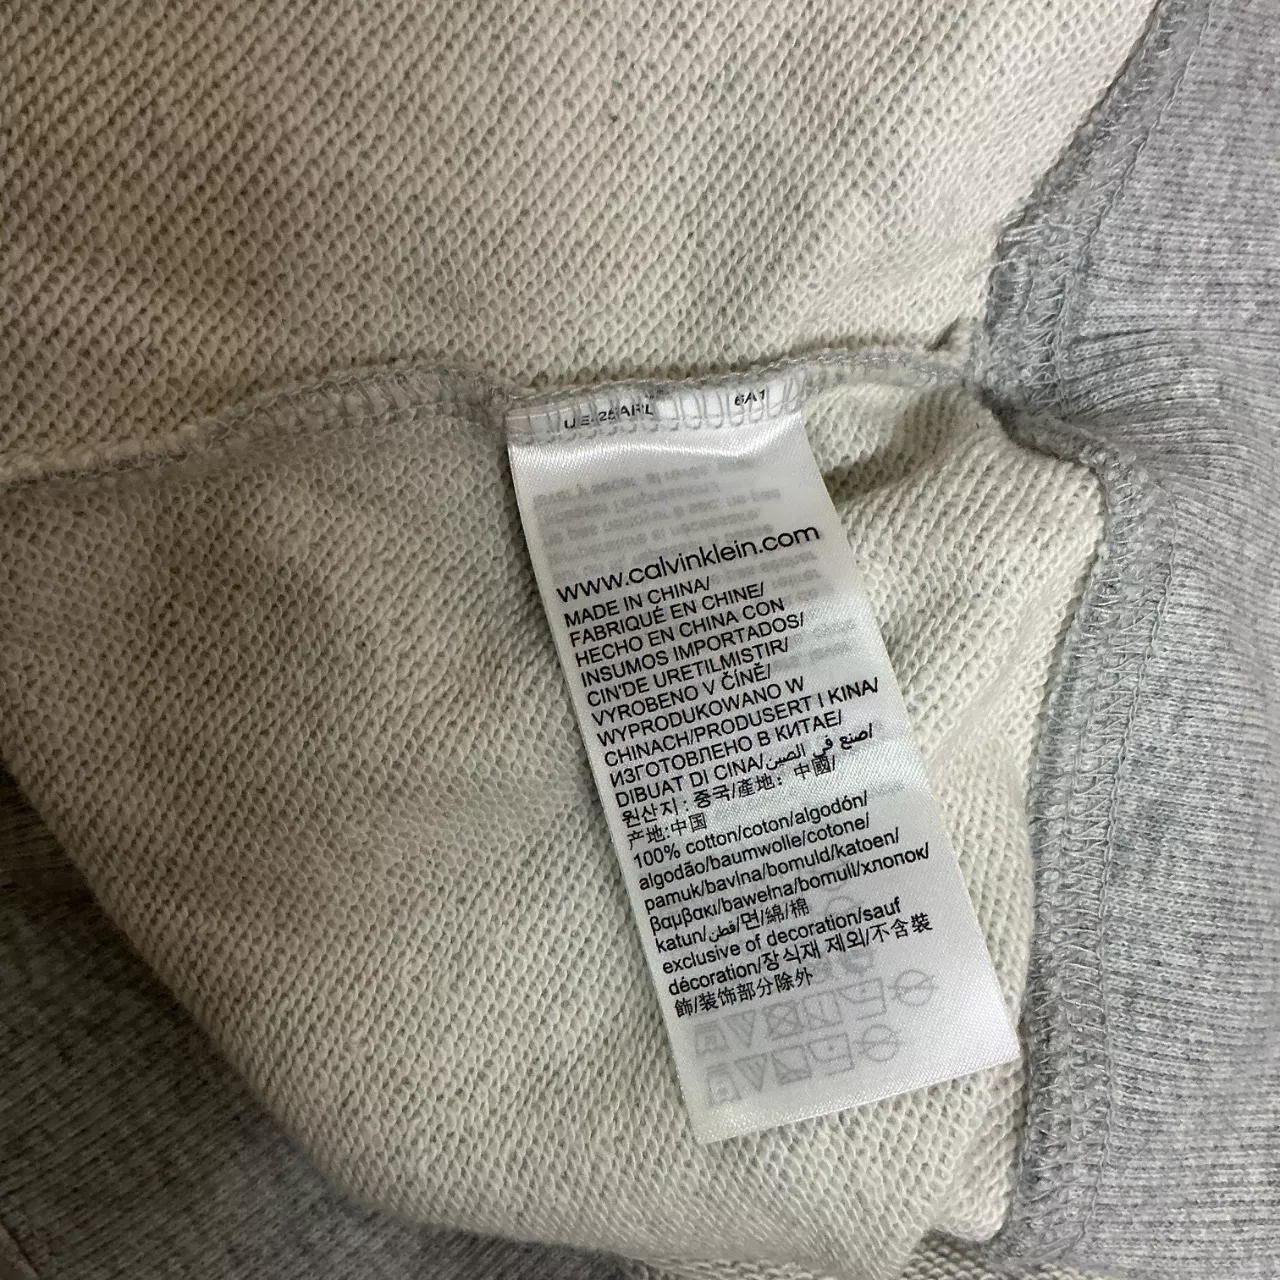 6A1
www.calvinklein.com
MADE IN CHINA/
FABRIQUÉ EN CHINE/
HECHO EN CHINA CON
INSUMOS IMPORTADOS/
CIN'DE URETILMISTIR/
VYROBENO V ČÍNĚ/
WYPRODUKOWANO W
CHINACH/PRODUSERT I KINA/
ИЗГОТОВЛЕНО В КИТАЕ/
DIBUAT DI CINA/صنع في الصين/
원산지 : 중국/產地: 中國/
产地:中国
100% cotton/coton/algodón/
algodão/baumwolle/cotone/
pamuk/bavlna/bomuld/katoen/
βαμβακι/bawełna/bomull/хлопок/
katun/قطن/면/綿/棉
exclusive of decoration/sauf
décoration/장식재 제외/不含裝
飾/装饰部分除外